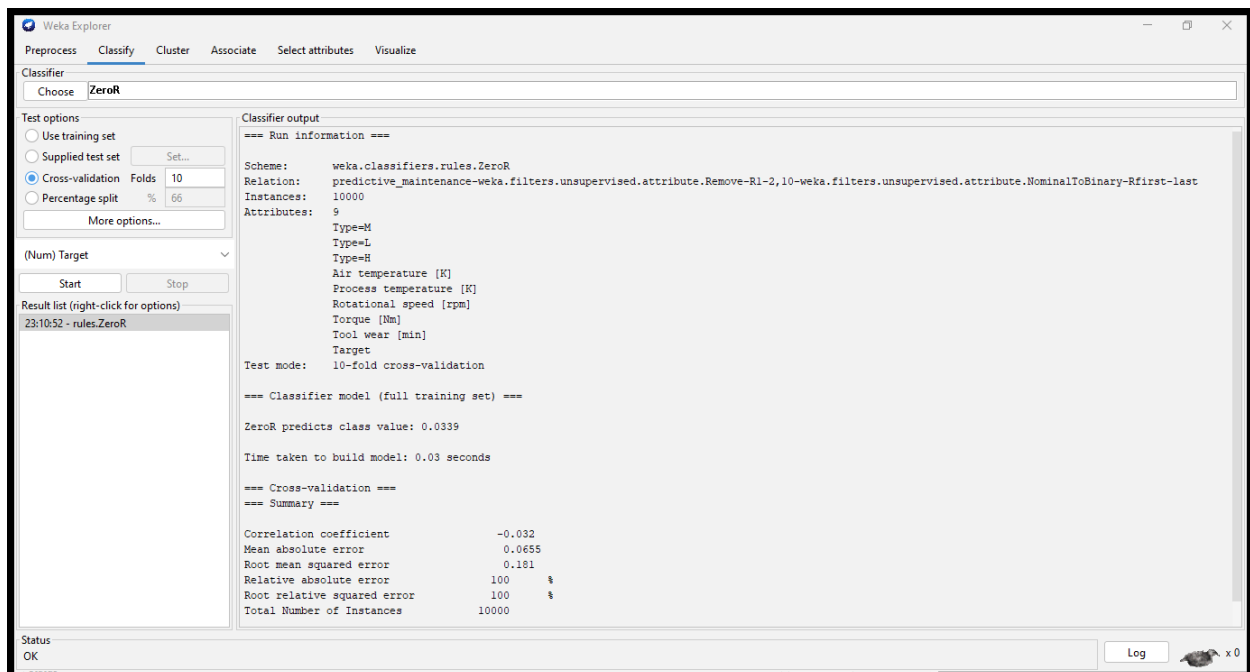 Weka Explorer
Preprocess Classify Cluster Associate Select attributes Visualize
Classifier
Choose ZeroR
Test options
Use training set
Supplied test set Set...
Cross-validation Folds 10
Percentage split % 66
More options...
(Num) Target
Start Stop
Result list (right-click for options)
23:10:52 - rules.ZeroR
Classifier output
=== Run information ===
Scheme: weka.classifiers.rules.ZeroR
Relation: predictive_maintenance-weka.filters.unsupervised.attribute.Remove-R1-2,10-weka.filters.unsupervised.attribute.NominalToBinary-Rfirst-last
Instances: 10000
Attributes: 9
Type=M
Type=L
Type=H
Air temperature [K]
Process temperature [K]
Rotational speed [rpm]
Torque [Nm]
Tool wear [min]
Target
Test mode: 10-fold cross-validation
=== Classifier model (full training set) ===
ZeroR predicts class value: 0.0339
Time taken to build model: 0.03 seconds
=== Cross-validation ===
=== Summary ===
Correlation coefficient -0.032
Mean absolute error 0.0655
Root mean squared error 0.181
Relative absolute error 100 %
Root relative squared error 100 %
Total Number of Instances 10000
Status
OK
Log x 0